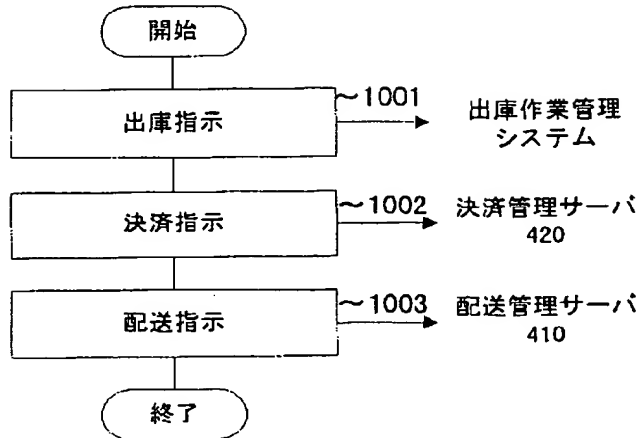 開始
出庫指示
~1001
出庫作業管理
システム
決済指示
~1002
決済管理サーバ
420
配送指示
~1003
配送管理サーバ
410
終了